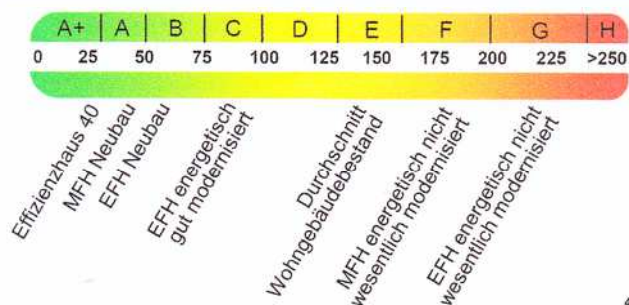 A+ A B C D E F G H
0 25 50 75 100 125 150 175 200 225 >250
Effizienzhaus 40
MFH Neubau
EFH Neubau
EFH energetisch
gut modernisiert
Durchschnitt
Wohngebäudebestand
MFH energetisch nicht
wesentlich modernisiert
EFH energetisch nicht
wesentlich modernisiert